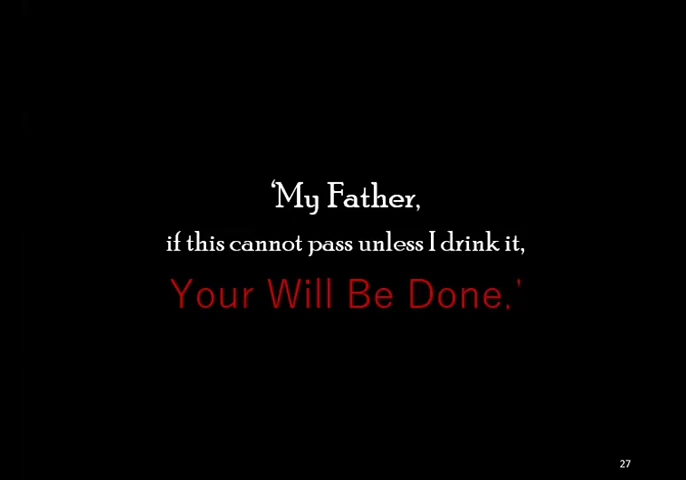 ‘My Father,
if this cannot pass unless I drink it,
Your Will Be Done.’
27